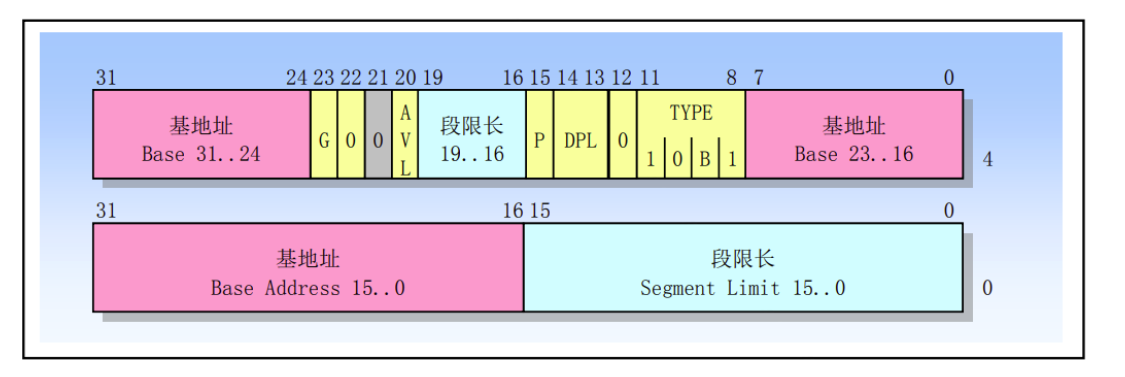 31 24 23 22 21 20 19 16 15 14 13 12 11 8 7 0
基地址
Base 31..24
G
0
0
A
V
L
段限长
19..16
P
DPL
0
TYPE
1 0 B 1
基地址
Base 23..16
4
31 16 15 0
基地址
Base Address 15..0
段限长
Segment Limit 15..0
0